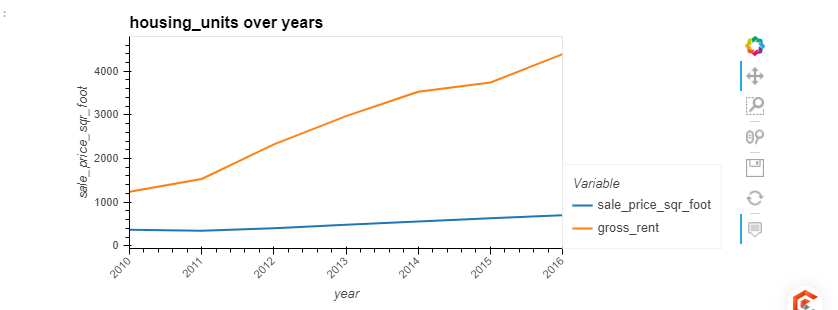 :
housing_units over years
sale_price_sqr_foot
4000
3000
2000
1000
0
2010
2011
2012
2013
2014
2015
2016
year
Variable
sale_price_sqr_foot
gross_rent